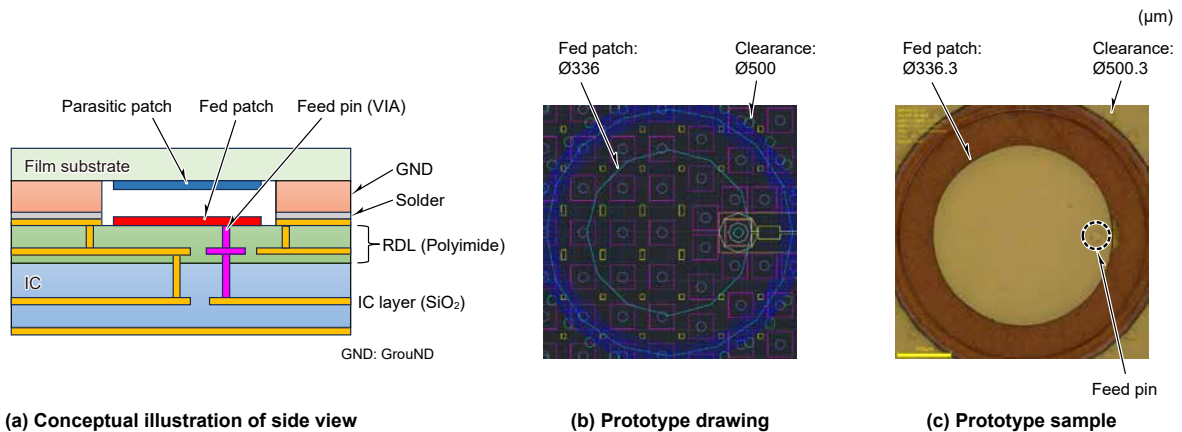 (µm)
Fed patch:
Ø336
Clearance:
Ø500
Fed patch:
Ø336.3
Clearance:
Ø500.3
Parasitic patch
Fed patch
Feed pin (VIA)
Film substrate
GND
Solder
RDL (Polyimide)
IC
IC layer (SiO₂)
GND: GrouND
Feed pin
(a) Conceptual illustration of side view
(b) Prototype drawing
(c) Prototype sample